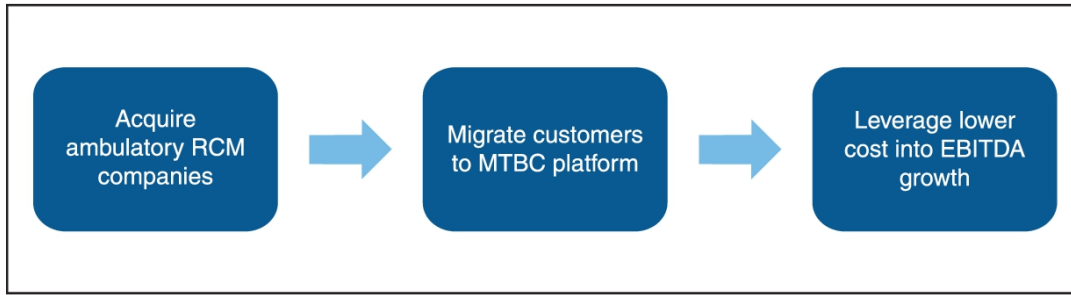 Acquire
ambulatory RCM
companies
Migrate customers
to MTBC platform
Leverage lower
cost into EBITDA
growth